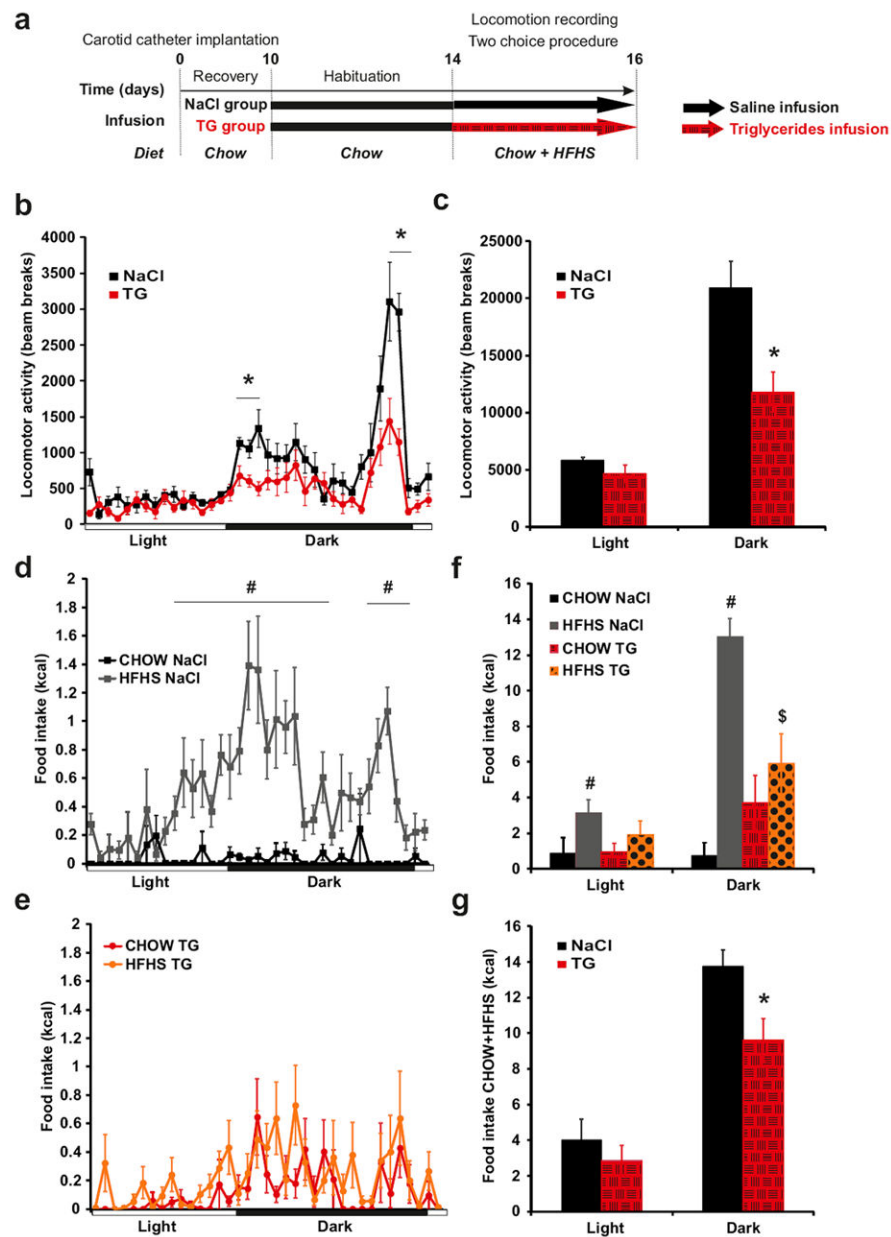 a
Locomotion recording
Carotid catheter implantation
Two choice procedure
0
10
14
16
Recovery
Habituation
Time (days)
NaCl group
Infusion
TG group
Diet
Chow
Chow
Chow + HFHS
Saline infusion
Triglycerides infusion
b
Locomotor activity (beam breaks)
4000
3500
3000
2500
2000
1500
1000
500
0
NaCl
TG
*
*
Light
Dark
c
Locomotor activity (beam breaks)
25000
20000
15000
10000
5000
0
NaCl
TG
*
Light
Dark
d
Food intake (kcal)
2
1.8
1.6
1.4
1.2
1
0.8
0.6
0.4
0.2
0
#
#
CHOW NaCl
HFHS NaCl
Light
Dark
f
Food intake (kcal)
16
14
12
10
8
6
4
2
0
CHOW NaCl
HFHS NaCl
CHOW TG
HFHS TG
#
#
$
Light
Dark
e
Food intake (kcal)
2
1.8
1.6
1.4
1.2
1
0.8
0.6
0.4
0.2
0
CHOW TG
HFHS TG
Light
Dark
g
Food intake CHOW+HFHS (kcal)
16
14
12
10
8
6
4
2
0
NaCl
TG
*
Light
Dark